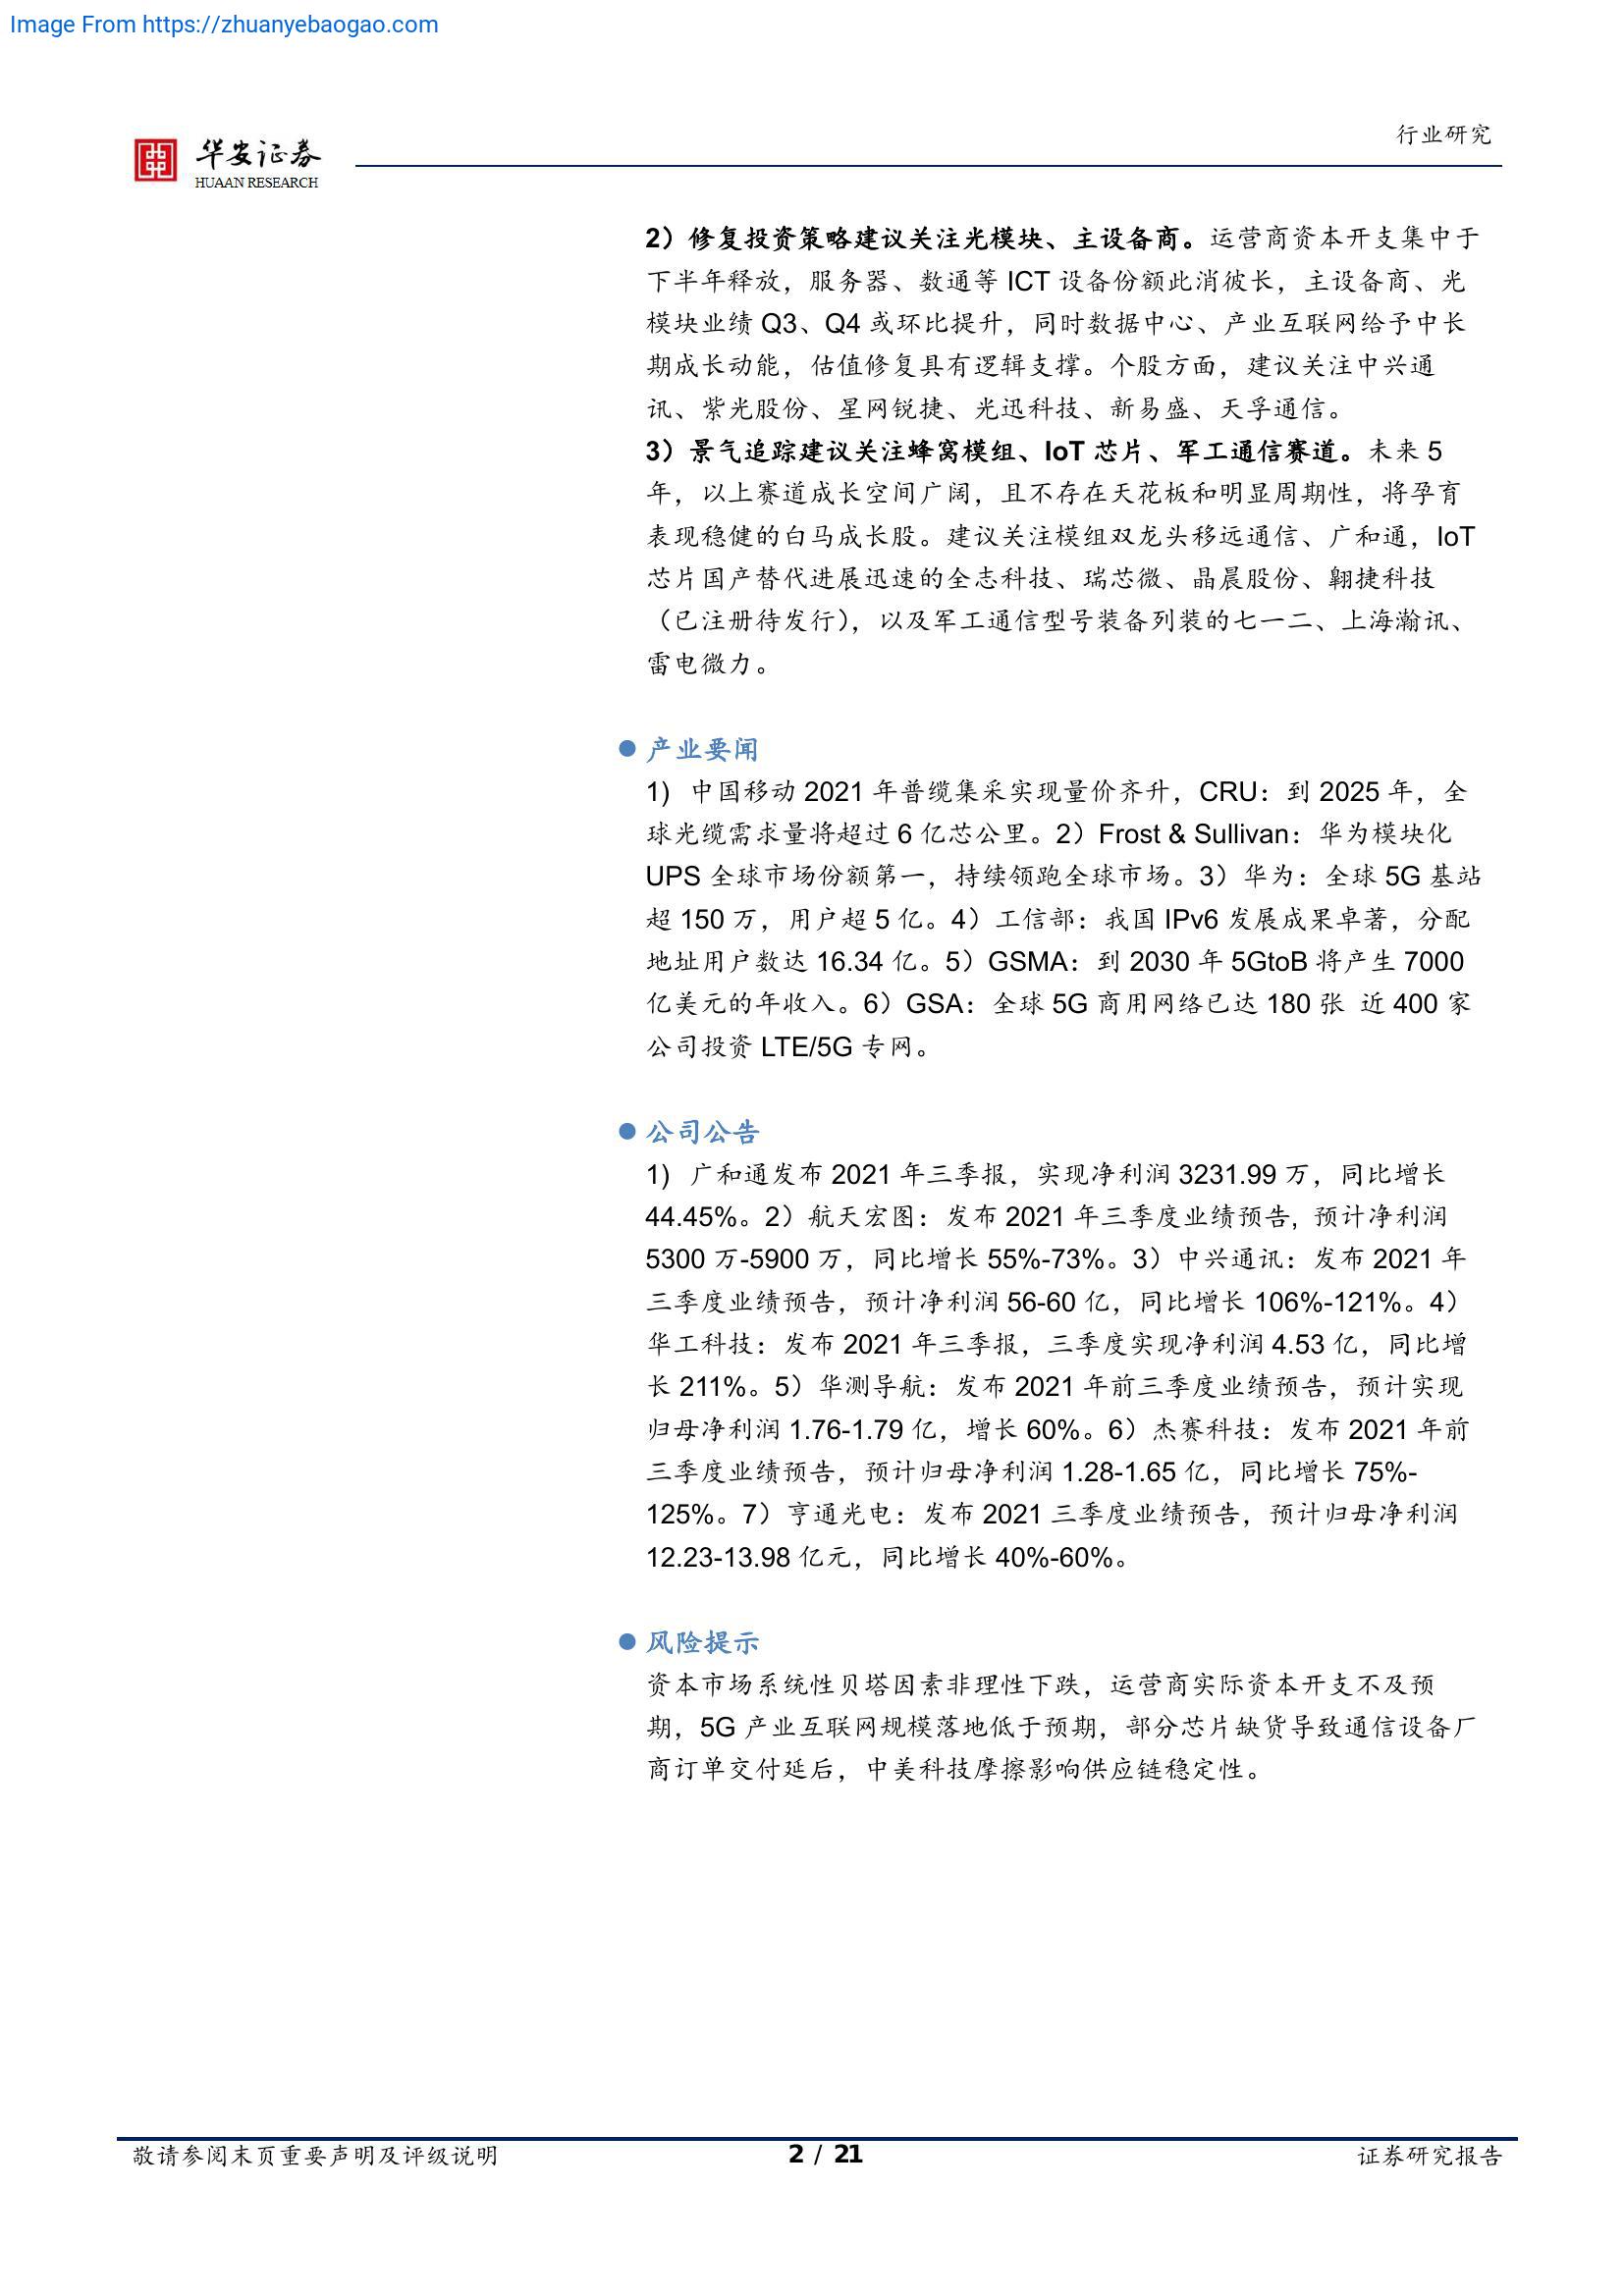 Image From https://zhuanyebaogao.com
华安证券
HUAAN RESEARCH
行业研究
2）修复投资策略建议关注光模块、主设备商。运营商资本开支集中于
下半年释放，服务器、数通等 ICT 设备份额此消彼长，主设备商、光
模块业绩 Q3、Q4 或环比提升，同时数据中心、产业互联网给予中长
期成长动能，估值修复具有逻辑支撑。个股方面，建议关注中兴通
讯、紫光股份、星网锐捷、光迅科技、新易盛、天孚通信。
3）景气追踪建议关注蜂窝模组、IoT 芯片、军工通信赛道。未来 5
年，以上赛道成长空间广阔，且不存在天花板和明显周期性，将孕育
表现稳健的白马成长股。建议关注模组双龙头移远通信、广和通，IoT
芯片国产替代进展迅速的全志科技、瑞芯微、晶晨股份、翱捷科技
（已注册待发行），以及军工通信型号装备列装的七一二、上海瀚讯、
雷电微力。
产业要闻
1） 中国移动 2021 年普缆集采实现量价齐升，CRU：到 2025 年，全
球光缆需求量将超过 6 亿芯公里。2）Frost & Sullivan：华为模块化
UPS 全球市场份额第一，持续领跑全球市场。3）华为：全球 5G 基站
超 150 万，用户超 5 亿。4）工信部：我国 IPv6 发展成果卓著，分配
地址用户数达 16.34 亿。5）GSMA：到 2030 年 5GtoB 将产生 7000
亿美元的年收入。6）GSA：全球 5G 商用网络已达 180 张 近 400 家
公司投资 LTE/5G 专网。
公司公告
1） 广和通发布 2021 年三季报，实现净利润 3231.99 万，同比增长
44.45%。2）航天宏图：发布 2021 年三季度业绩预告, 预计净利润
5300 万-5900 万，同比增长 55%-73%。3）中兴通讯：发布 2021 年
三季度业绩预告，预计净利润 56-60 亿，同比增长 106%-121%。4）
华工科技：发布 2021 年三季报，三季度实现净利润 4.53 亿，同比增
长 211%。5）华测导航：发布 2021 年前三季度业绩预告，预计实现
归母净利润 1.76-1.79 亿，增长 60%。6）杰赛科技：发布 2021 年前
三季度业绩预告，预计归母净利润 1.28-1.65 亿，同比增长 75%-
125%。7）亨通光电：发布 2021 三季度业绩预告，预计归母净利润
12.23-13.98 亿元，同比增长 40%-60%。
风险提示
资本市场系统性贝塔因素非理性下跌，运营商实际资本开支不及预
期，5G 产业互联网规模落地低于预期，部分芯片缺货导致通信设备厂
商订单交付延后，中美科技摩擦影响供应链稳定性。
敬请参阅末页重要声明及评级说明
2 / 21
证券研究报告